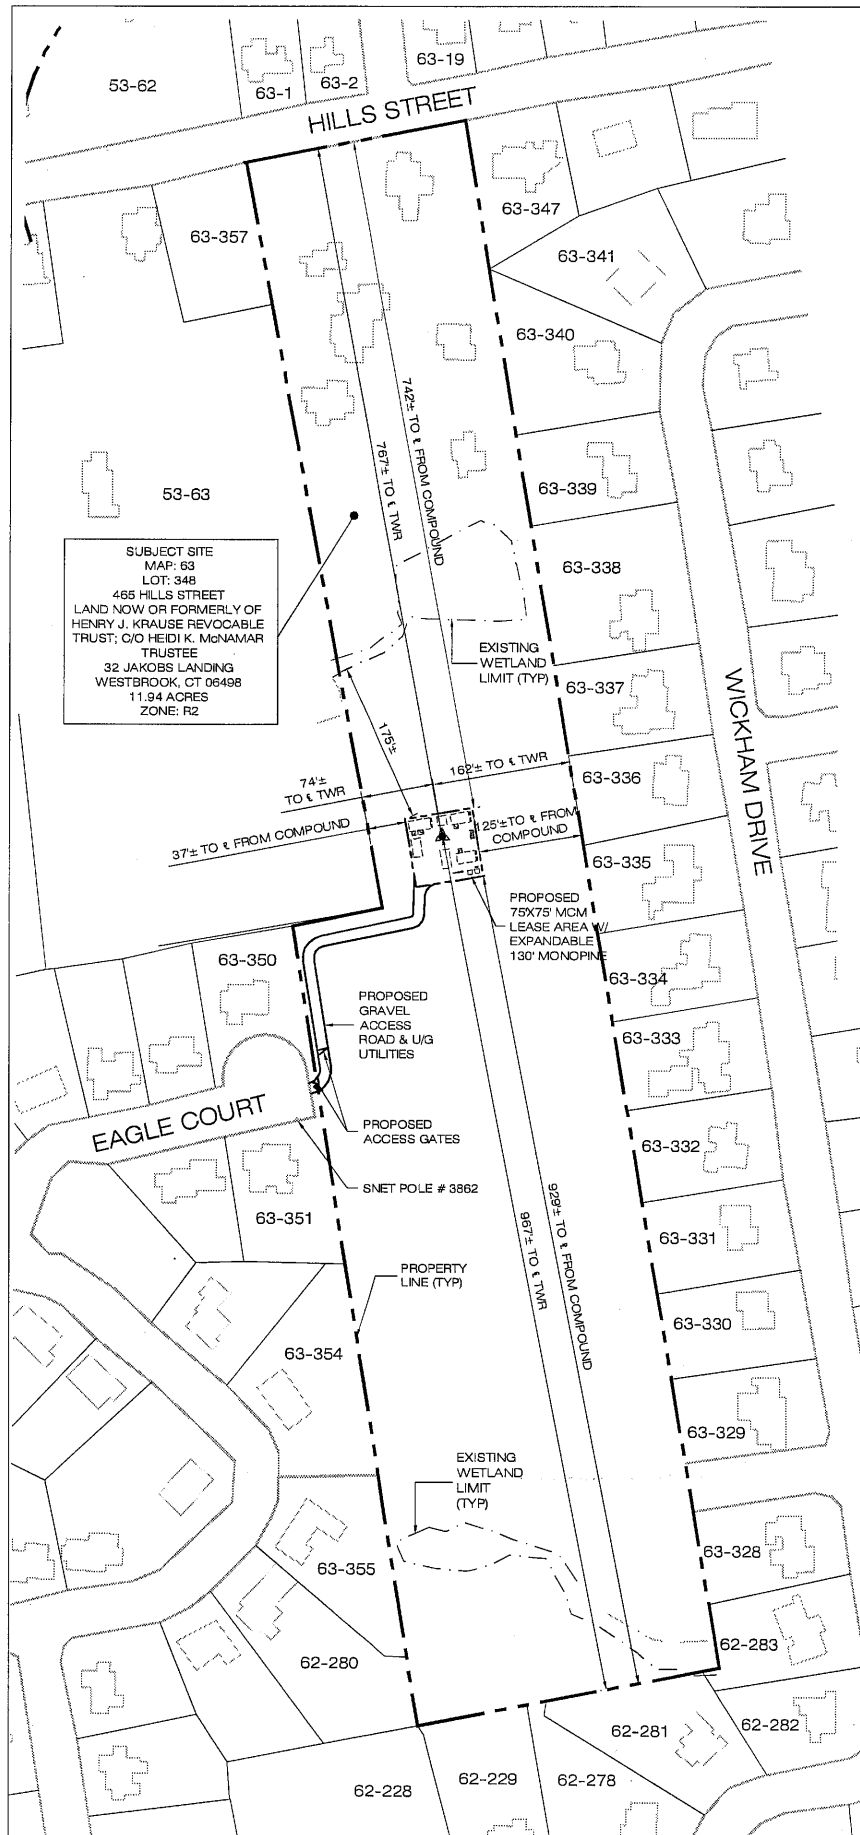 53-62
63-1
63-2
63-19
HILLS STREET
63-357
63-347
63-341
63-340
742'± TO ℄ FROM COMPOUND
767'± TO ℄ TWR
63-339
53-63
SUBJECT SITE
MAP: 63
LOT: 348
465 HILLS STREET
LAND NOW OR FORMERLY OF
HENRY J. KRAUSE REVOCABLE
TRUST; C/O HEIDI K. McNAMAR
TRUSTEE
32 JAKOBS LANDING
WESTBROOK, CT 06498
11.94 ACRES
ZONE: R2
63-338
EXISTING
WETLAND
LIMIT (TYP)
63-337
WICKHAM DRIVE
175'±
74'±
TO ℄ TWR
162'± TO ℄ TWR
63-336
37'± TO ℄ FROM COMPOUND
125'± TO ℄ FROM
COMPOUND
63-335
PROPOSED
75'X75' MCM
LEASE AREA W/
EXPANDABLE
130' MONOPINE
63-350
63-334
PROPOSED
GRAVEL
ACCESS
ROAD & U/G
UTILITIES
63-333
EAGLE COURT
PROPOSED
ACCESS GATES
63-332
SNET POLE # 3862
63-351
929'± TO ℄ FROM COMPOUND
967'± TO ℄ TWR
63-331
PROPERTY
LINE (TYP)
63-330
63-354
63-329
EXISTING
WETLAND
LIMIT
(TYP)
63-328
63-355
62-283
62-280
62-281
62-282
62-228
62-229
62-278